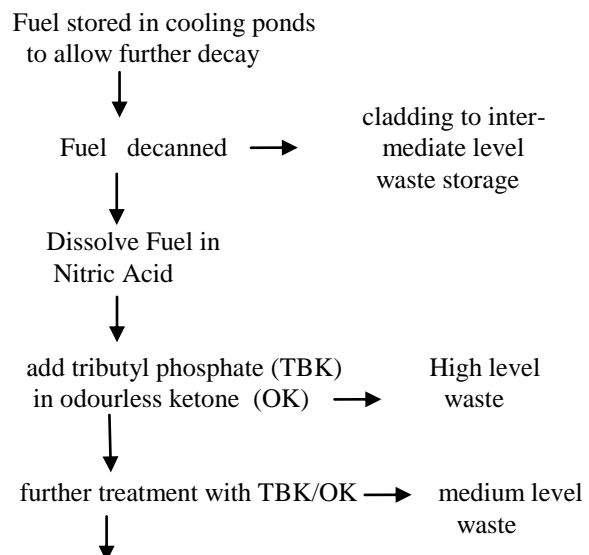 Fuel stored in cooling ponds
to allow further decay
Fuel decanned
cladding to inter-
mediate level
waste storage
Dissolve Fuel in
Nitric Acid
add tributyl phosphate (TBK)
in odourless ketone (OK)
High level
waste
further treatment with TBK/OK
medium level
waste